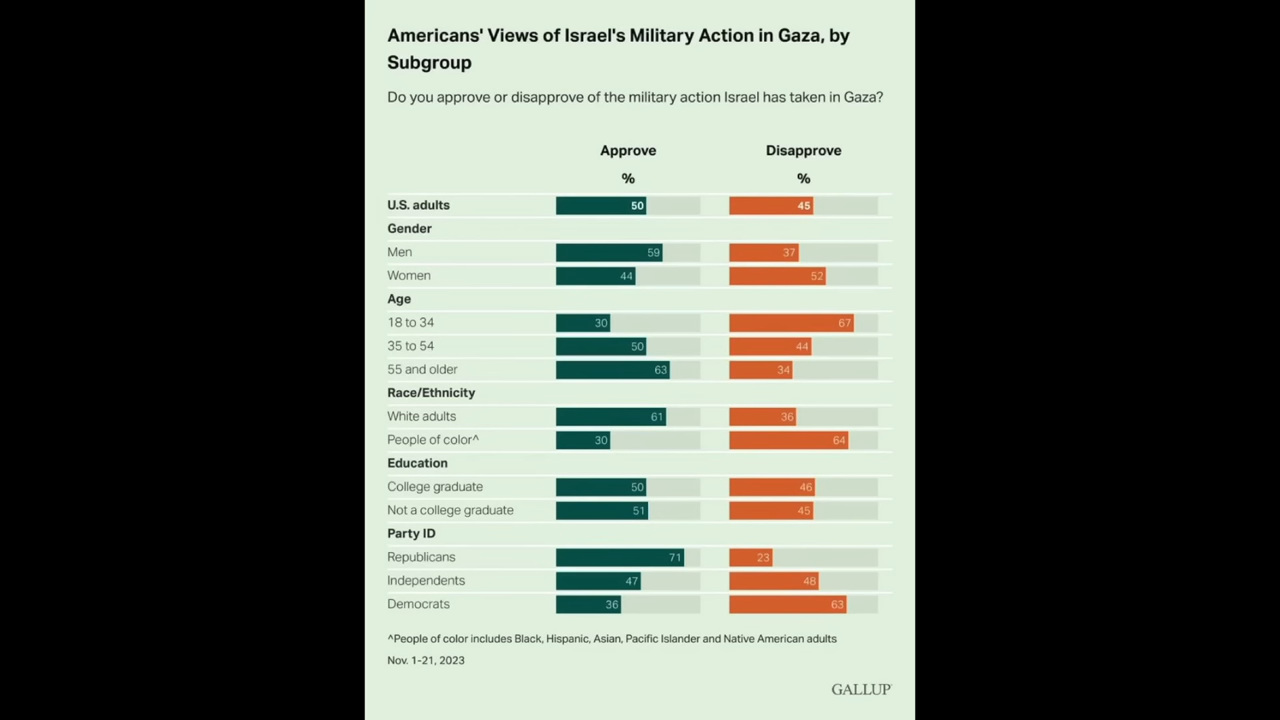 Americans' Views of Israel's Military Action in Gaza, by
Subgroup
Do you approve or disapprove of the military action Israel has taken in Gaza?
Approve Disapprove
% %
U.S. adults 50 45
Gender
Men 59 37
Women 44 52
Age
18 to 34 30 67
35 to 54 50 44
55 and older 63 34
Race/Ethnicity
White adults 61 36
People of color^ 30 64
Education
College graduate 50 46
Not a college graduate 51 45
Party ID
Republicans 71 23
Independents 47 48
Democrats 36 63
^People of color includes Black, Hispanic, Asian, Pacific Islander and Native American adults
Nov. 1-21, 2023
GALLUP